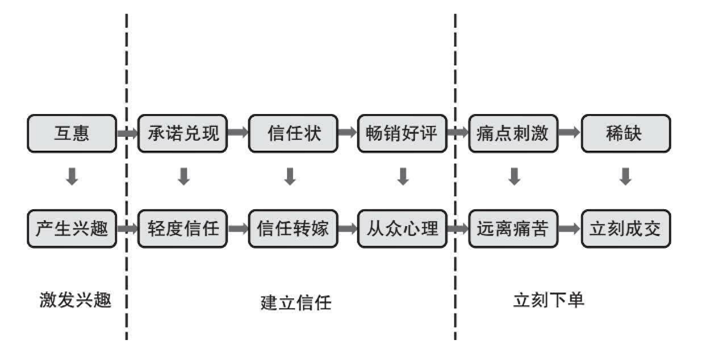 互惠
承诺兑现
信任状
畅销好评
痛点刺激
稀缺
产生兴趣
轻度信任
信任转嫁
从众心理
远离痛苦
立刻成交
激发兴趣
建立信任
立刻下单